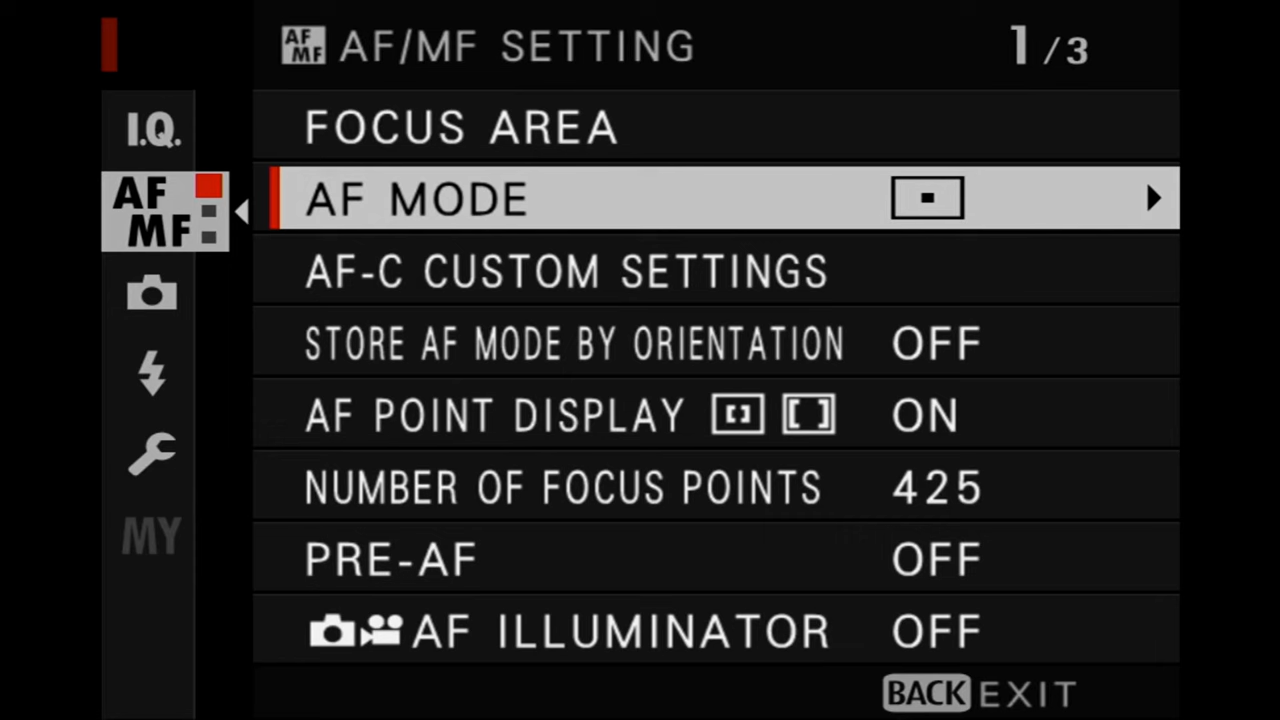 AF MF AF/MF SETTING 1/3
I.Q.
FOCUS AREA
AF MF
AF MODE
AF-C CUSTOM SETTINGS
STORE AF MODE BY ORIENTATION OFF
AF POINT DISPLAY ON
NUMBER OF FOCUS POINTS 425
MY
PRE-AF OFF
AF ILLUMINATOR OFF
BACK EXIT